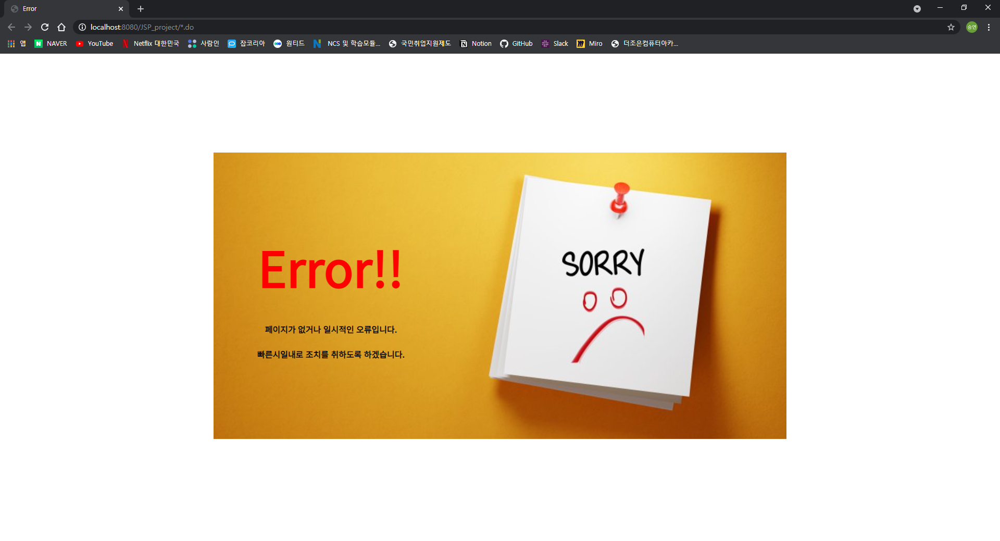 Error
localhost:8080/JSP_project/*.do
승연
앱
NAVER
YouTube
Netflix 대한민국
사람인
잡코리아
원티드
NCS 및 학습모듈...
국민취업지원제도
Notion
GitHub
Slack
Miro
더조은컴퓨터아카...
SORRY
Error!!
페이지가 없거나 일시적인 오류입니다.
빠른시일내로 조치를 취하도록 하겠습니다.